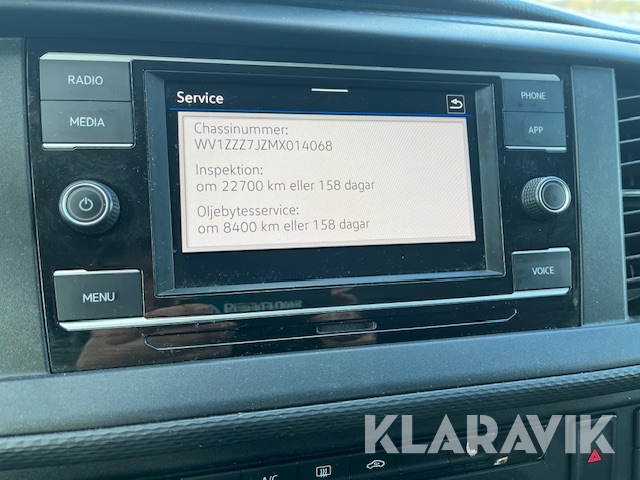 RADIO
MEDIA
MENU
Service
Chassinummer:
WV1ZZZ7JZMX014068
Inspektion:
om 22700 km eller 158 dagar
Oljebytesservice:
om 8400 km eller 158 dagar
PHONE
APP
VOICE
A/C
KLARAVIK